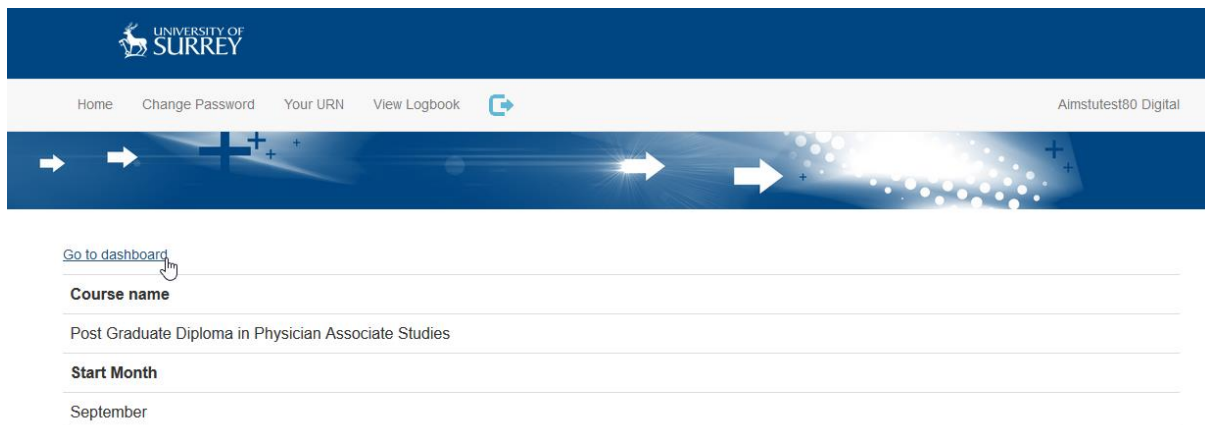 UNIVERSITY OF
SURREY
Home Change Password Your URN View Logbook Aimstutest80 Digital
Go to dashboard
Course name
Post Graduate Diploma in Physician Associate Studies
Start Month
September